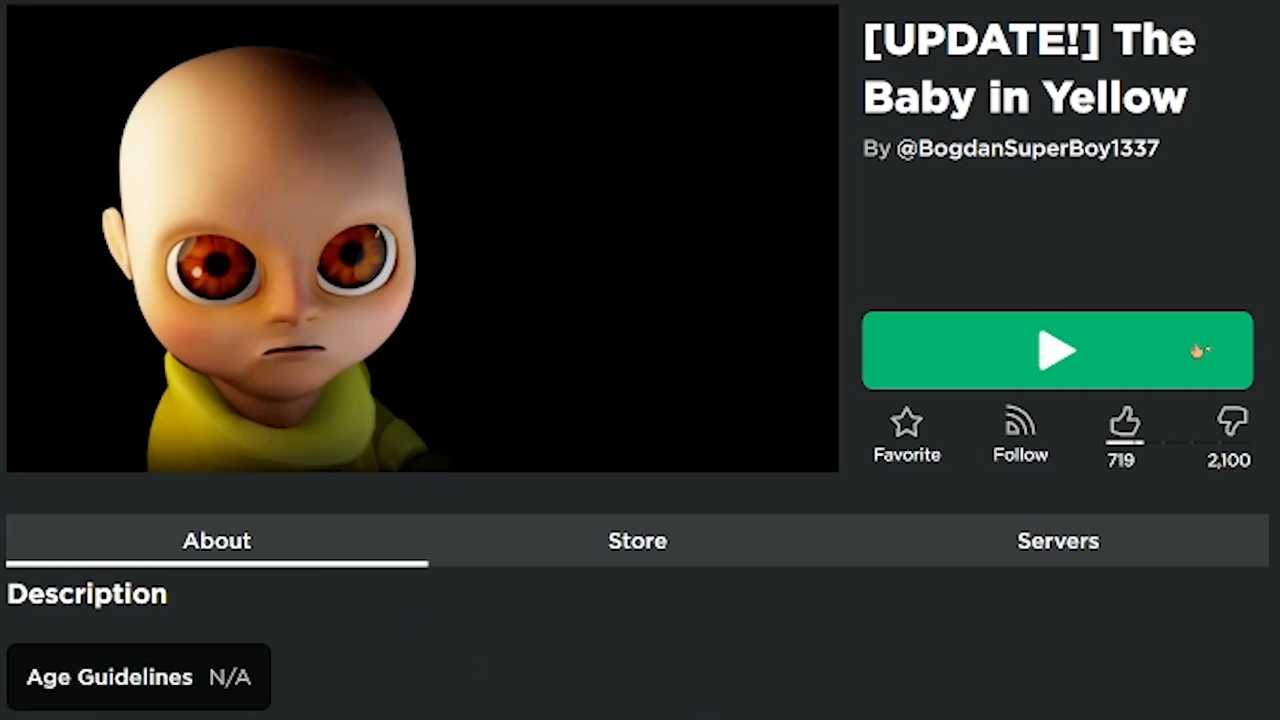 [UPDATE!] The
Baby in Yellow
By @BogdanSuperBoy1337
Favorite
Follow
719
2,100
About
Store
Servers
Description
Age Guidelines N/A